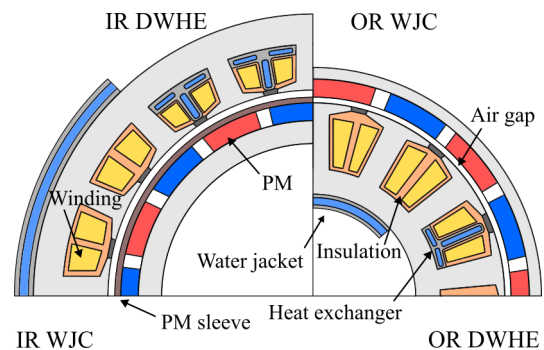 IR DWHE
OR WJC
Air gap
PM
Winding
Water jacket
Insulation
Heat exchanger
PM sleeve
IR WJC
OR DWHE